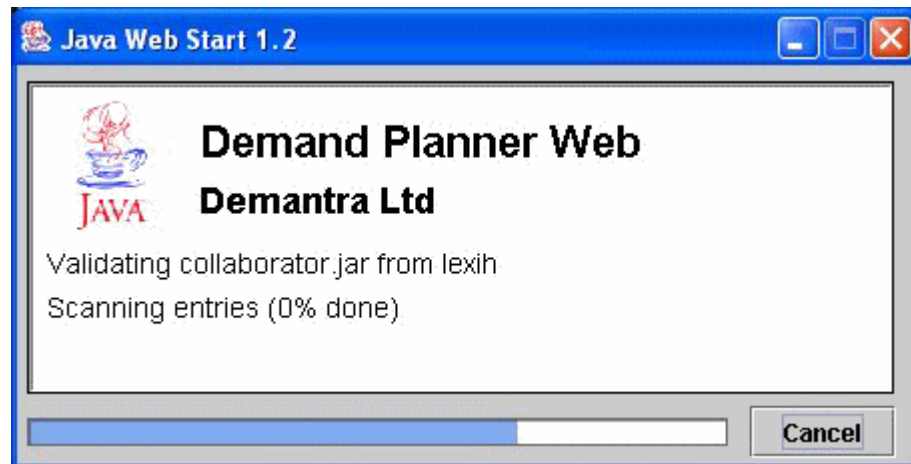 Java Web Start 1.2
Demand Planner Web
JAVA
Demantra Ltd
Validating collaborator.jar from lexih
Scanning entries (0% done)
Cancel